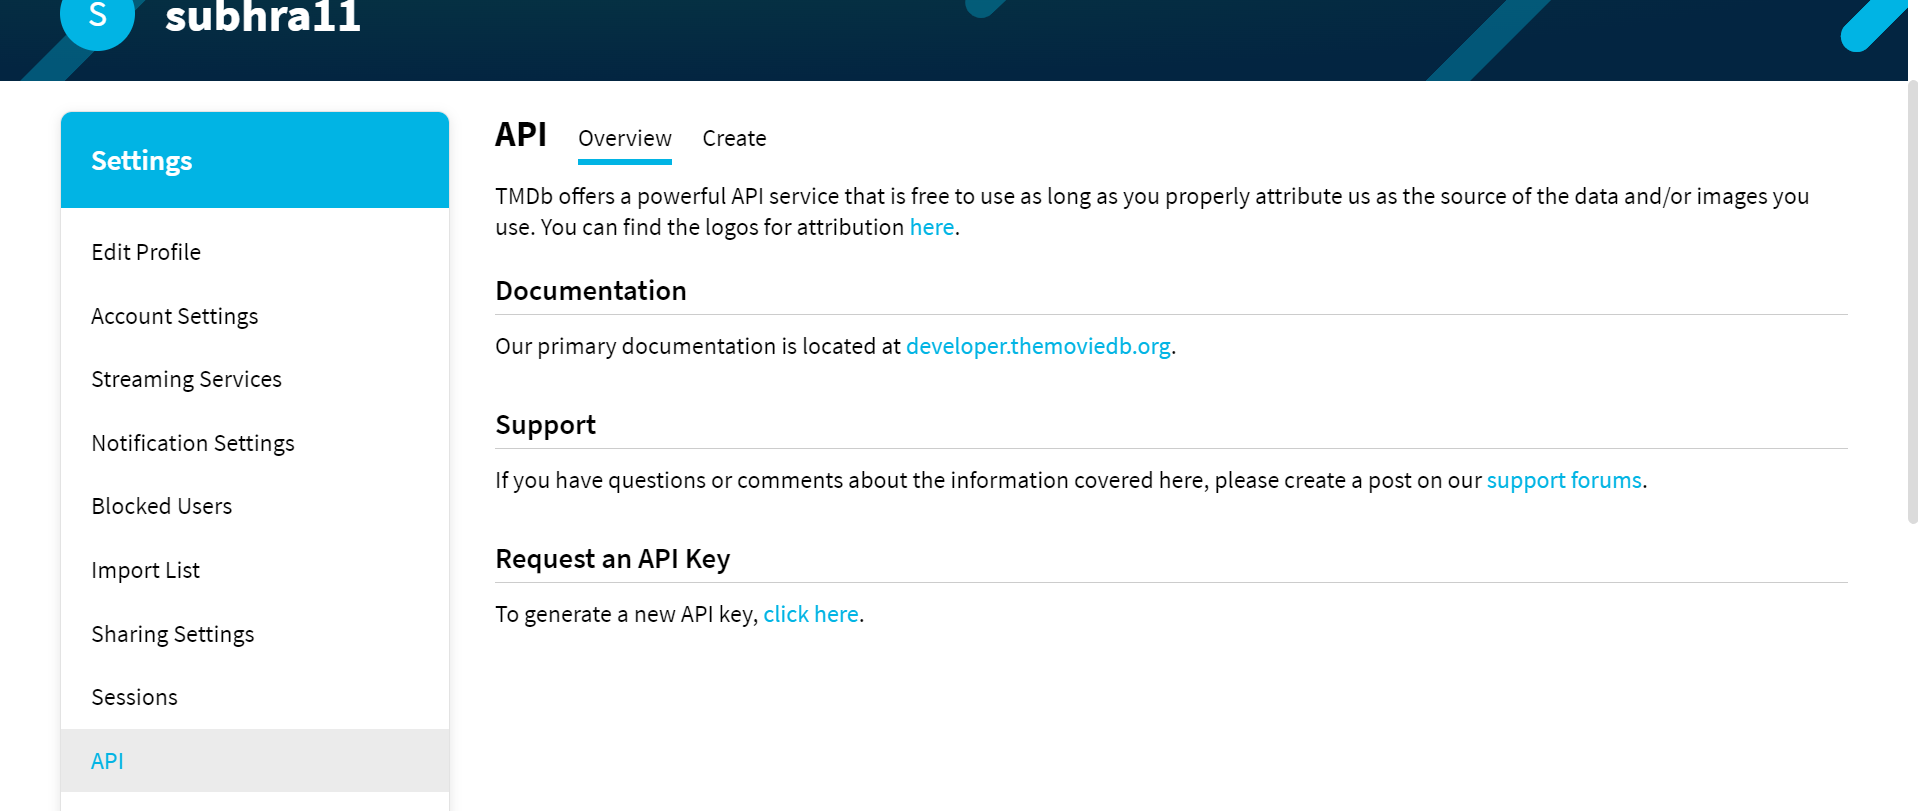 S
subhra11
Settings
Edit Profile
Account Settings
Streaming Services
Notification Settings
Blocked Users
Import List
Sharing Settings
Sessions
API
API Overview Create
TMDb offers a powerful API service that is free to use as long as you properly attribute us as the source of the data and/or images you
use. You can find the logos for attribution here.
Documentation
Our primary documentation is located at developer.themoviedb.org.
Support
If you have questions or comments about the information covered here, please create a post on our support forums.
Request an API Key
To generate a new API key, click here.